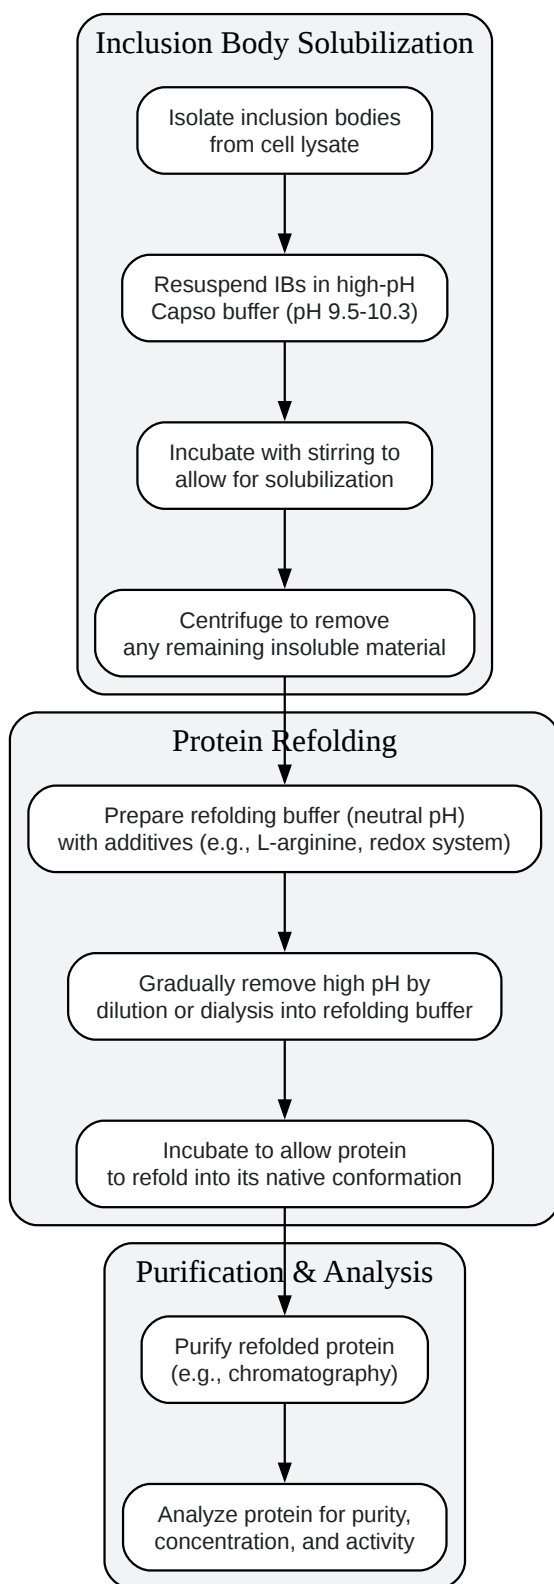 Inclusion Body Solubilization
Isolate inclusion bodies
from cell lysate
Resuspend IBs in high-pH
Capso buffer (pH 9.5-10.3)
Incubate with stirring to
allow for solubilization
Centrifuge to remove
any remaining insoluble material
Protein Refolding
Prepare refolding buffer (neutral pH)
with additives (e.g., L-arginine, redox system)
Gradually remove high pH by
dilution or dialysis into refolding buffer
Incubate to allow protein
to refold into its native conformation
Purification & Analysis
Purify refolded protein
(e.g., chromatography)
Analyze protein for purity,
concentration, and activity